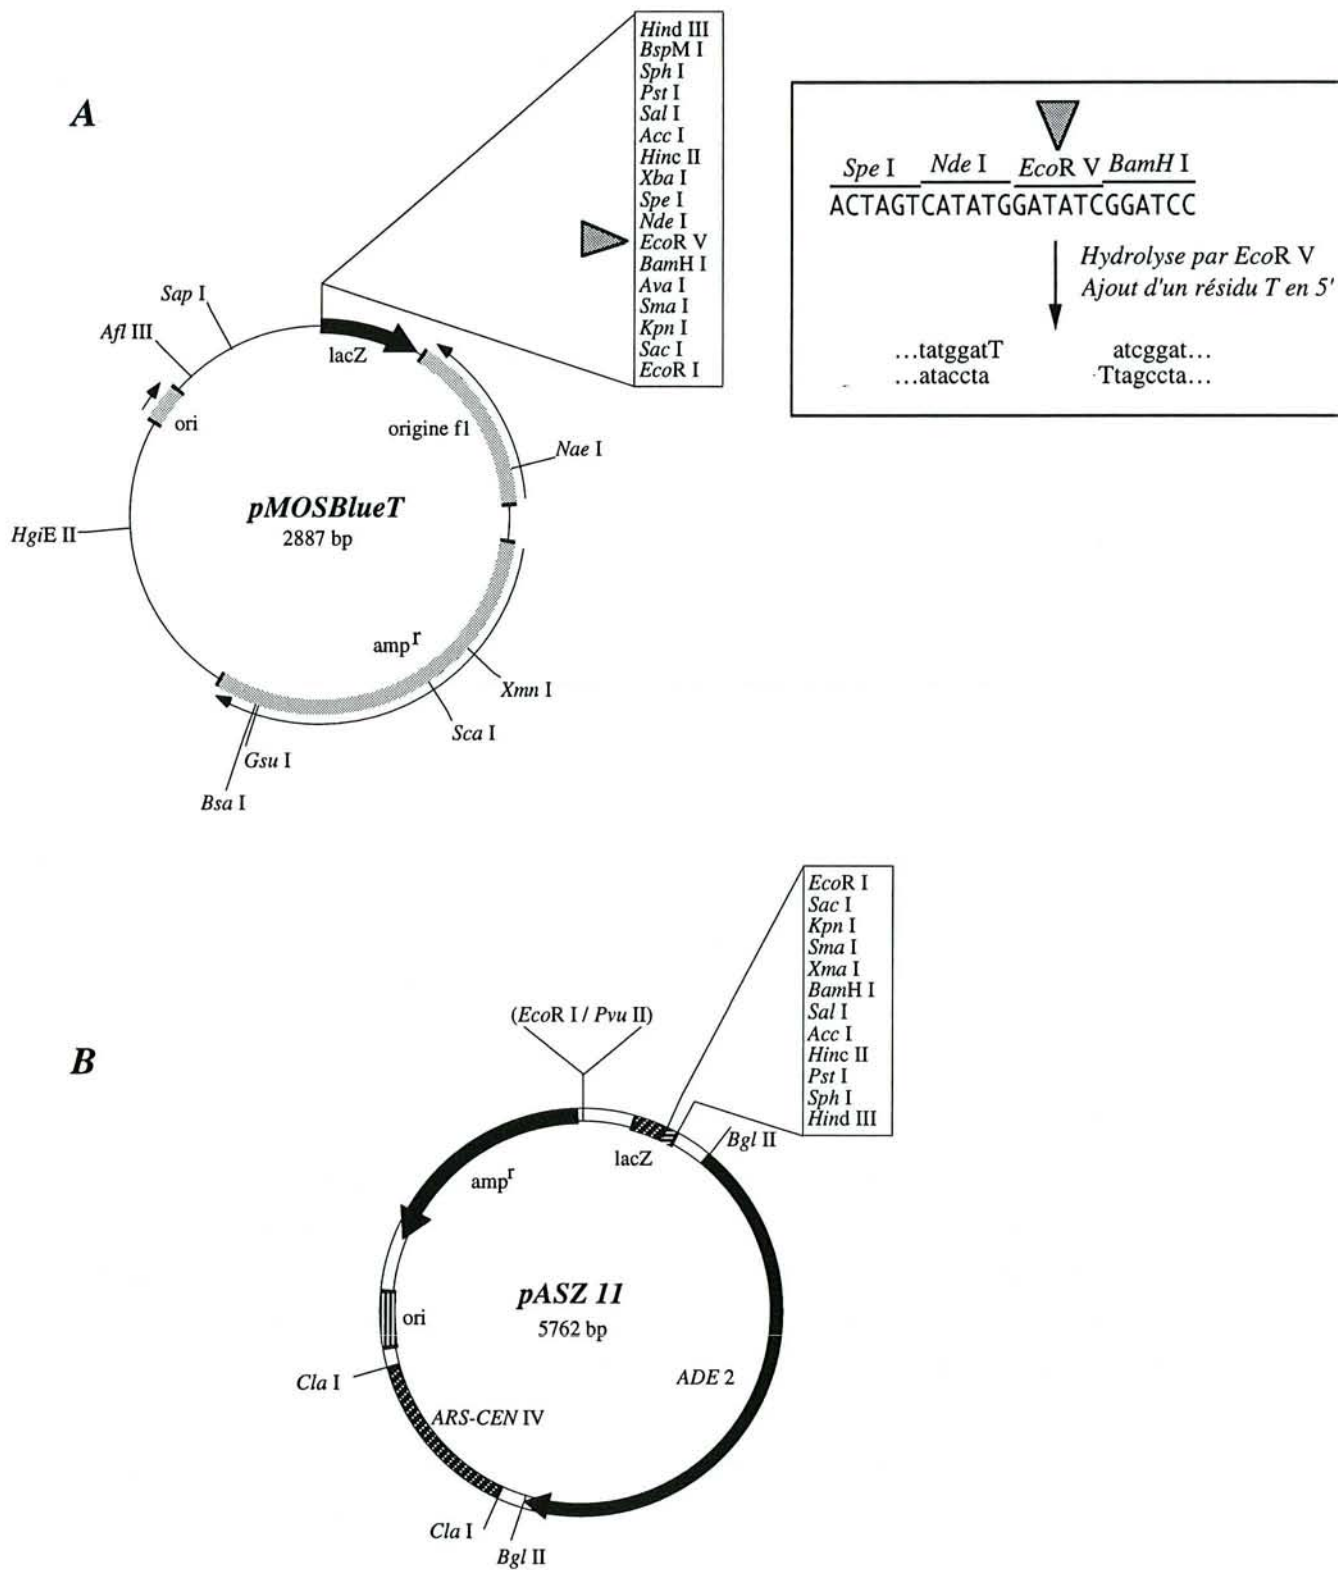 A
Hind III
BspM I
Sph I
Pst I
Sal I
Acc I
Hinc II
Xba I
Spe I
Nde I
EcoR V
BamH I
Ava I
Sma I
Kpn I
Sac I
EcoR I
Spe I Nde I EcoR V BamH I
ACTAGTCATATGGATATCGGATCC
Hydrolyse par EcoR V
Ajout d'un résidu T en 5'
...tatggatT atcggat...
...ataccta Ttagccta...
Sap I
Afl III
lacZ
ori
origine f1
Nae I
pMOSBlueT
2887 bp
HgiE II
ampr
Xmn I
Sca I
Gsu I
Bsa I
B
EcoR I
Sac I
Kpn I
Sma I
Xma I
BamH I
Sal I
Acc I
Hinc II
Pst I
Sph I
Hind III
(EcoR I / Pvu II)
Bgl II
lacZ
ampr
pASZ 11
5762 bp
ori
ADE 2
Cla I
ARS-CEN IV
Cla I
Bgl II